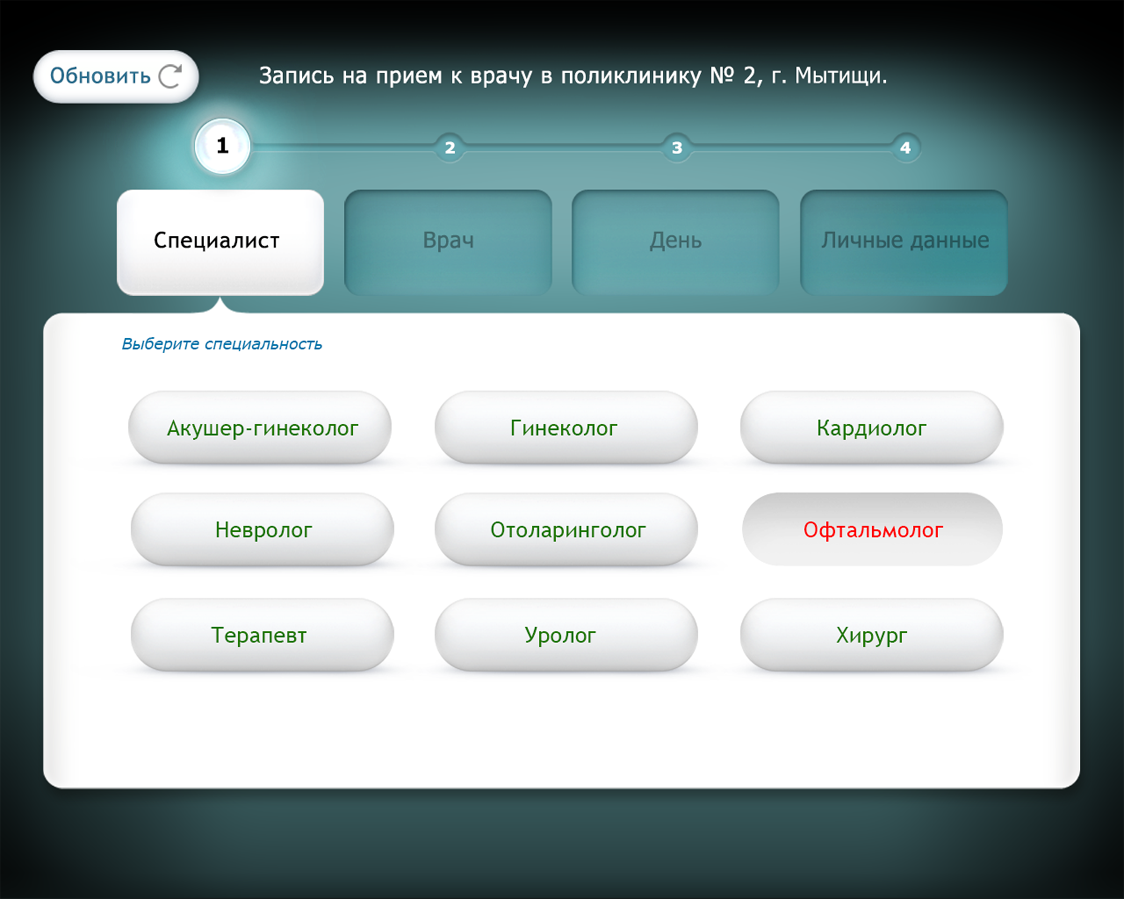 Обновить
Запись на прием к врачу в поликлинику № 2, г. Мытищи.
1 2 3 4
Специалист Врач День Личные данные
Выберите специальность
Акушер-гинеколог Гинеколог Кардиолог
Невролог Отоларинголог Офтальмолог
Терапевт Уролог Хирург